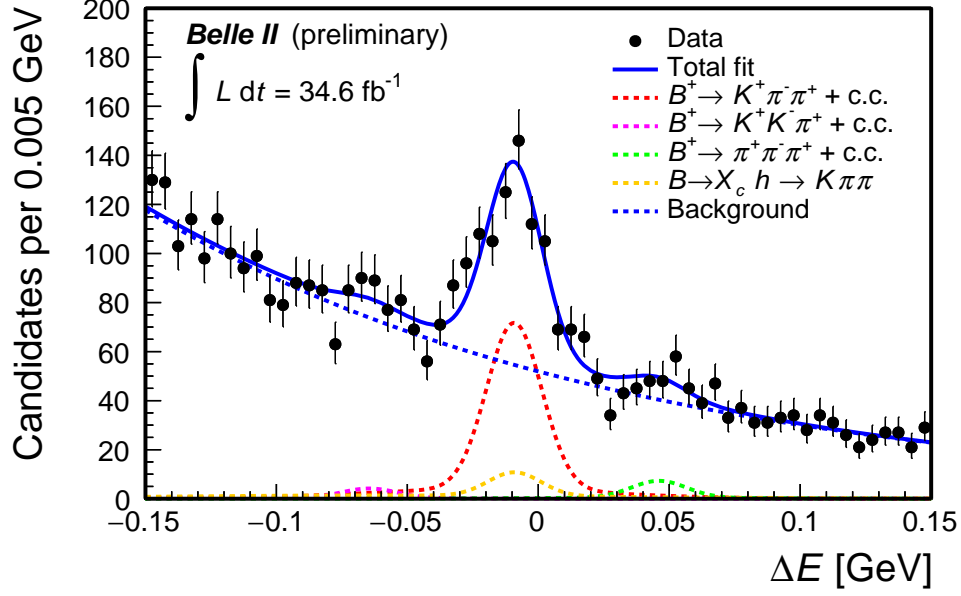 Candidates per 0.005 GeV
200
180
160
140
120
100
80
60
40
20
0
Belle II (preliminary)
∫ L dt = 34.6 fb⁻¹
Data
Total fit
B⁺→ K⁺π⁻π⁺ + c.c.
B⁺→ K⁺K⁻π⁺ + c.c.
B⁺→ π⁺π⁻π⁺ + c.c.
B→X_c h → Kππ
Background
−0.15 −0.1 −0.05 0 0.05 0.1 0.15
ΔE [GeV]